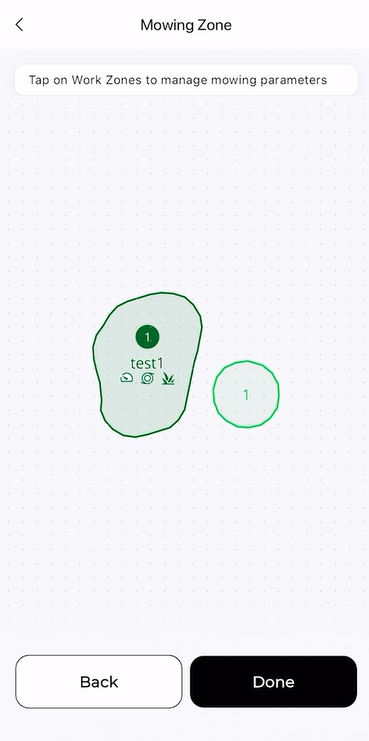 Mowing Zone
Tap on Work Zones to manage mowing parameters
1
test1
1
Back
Done